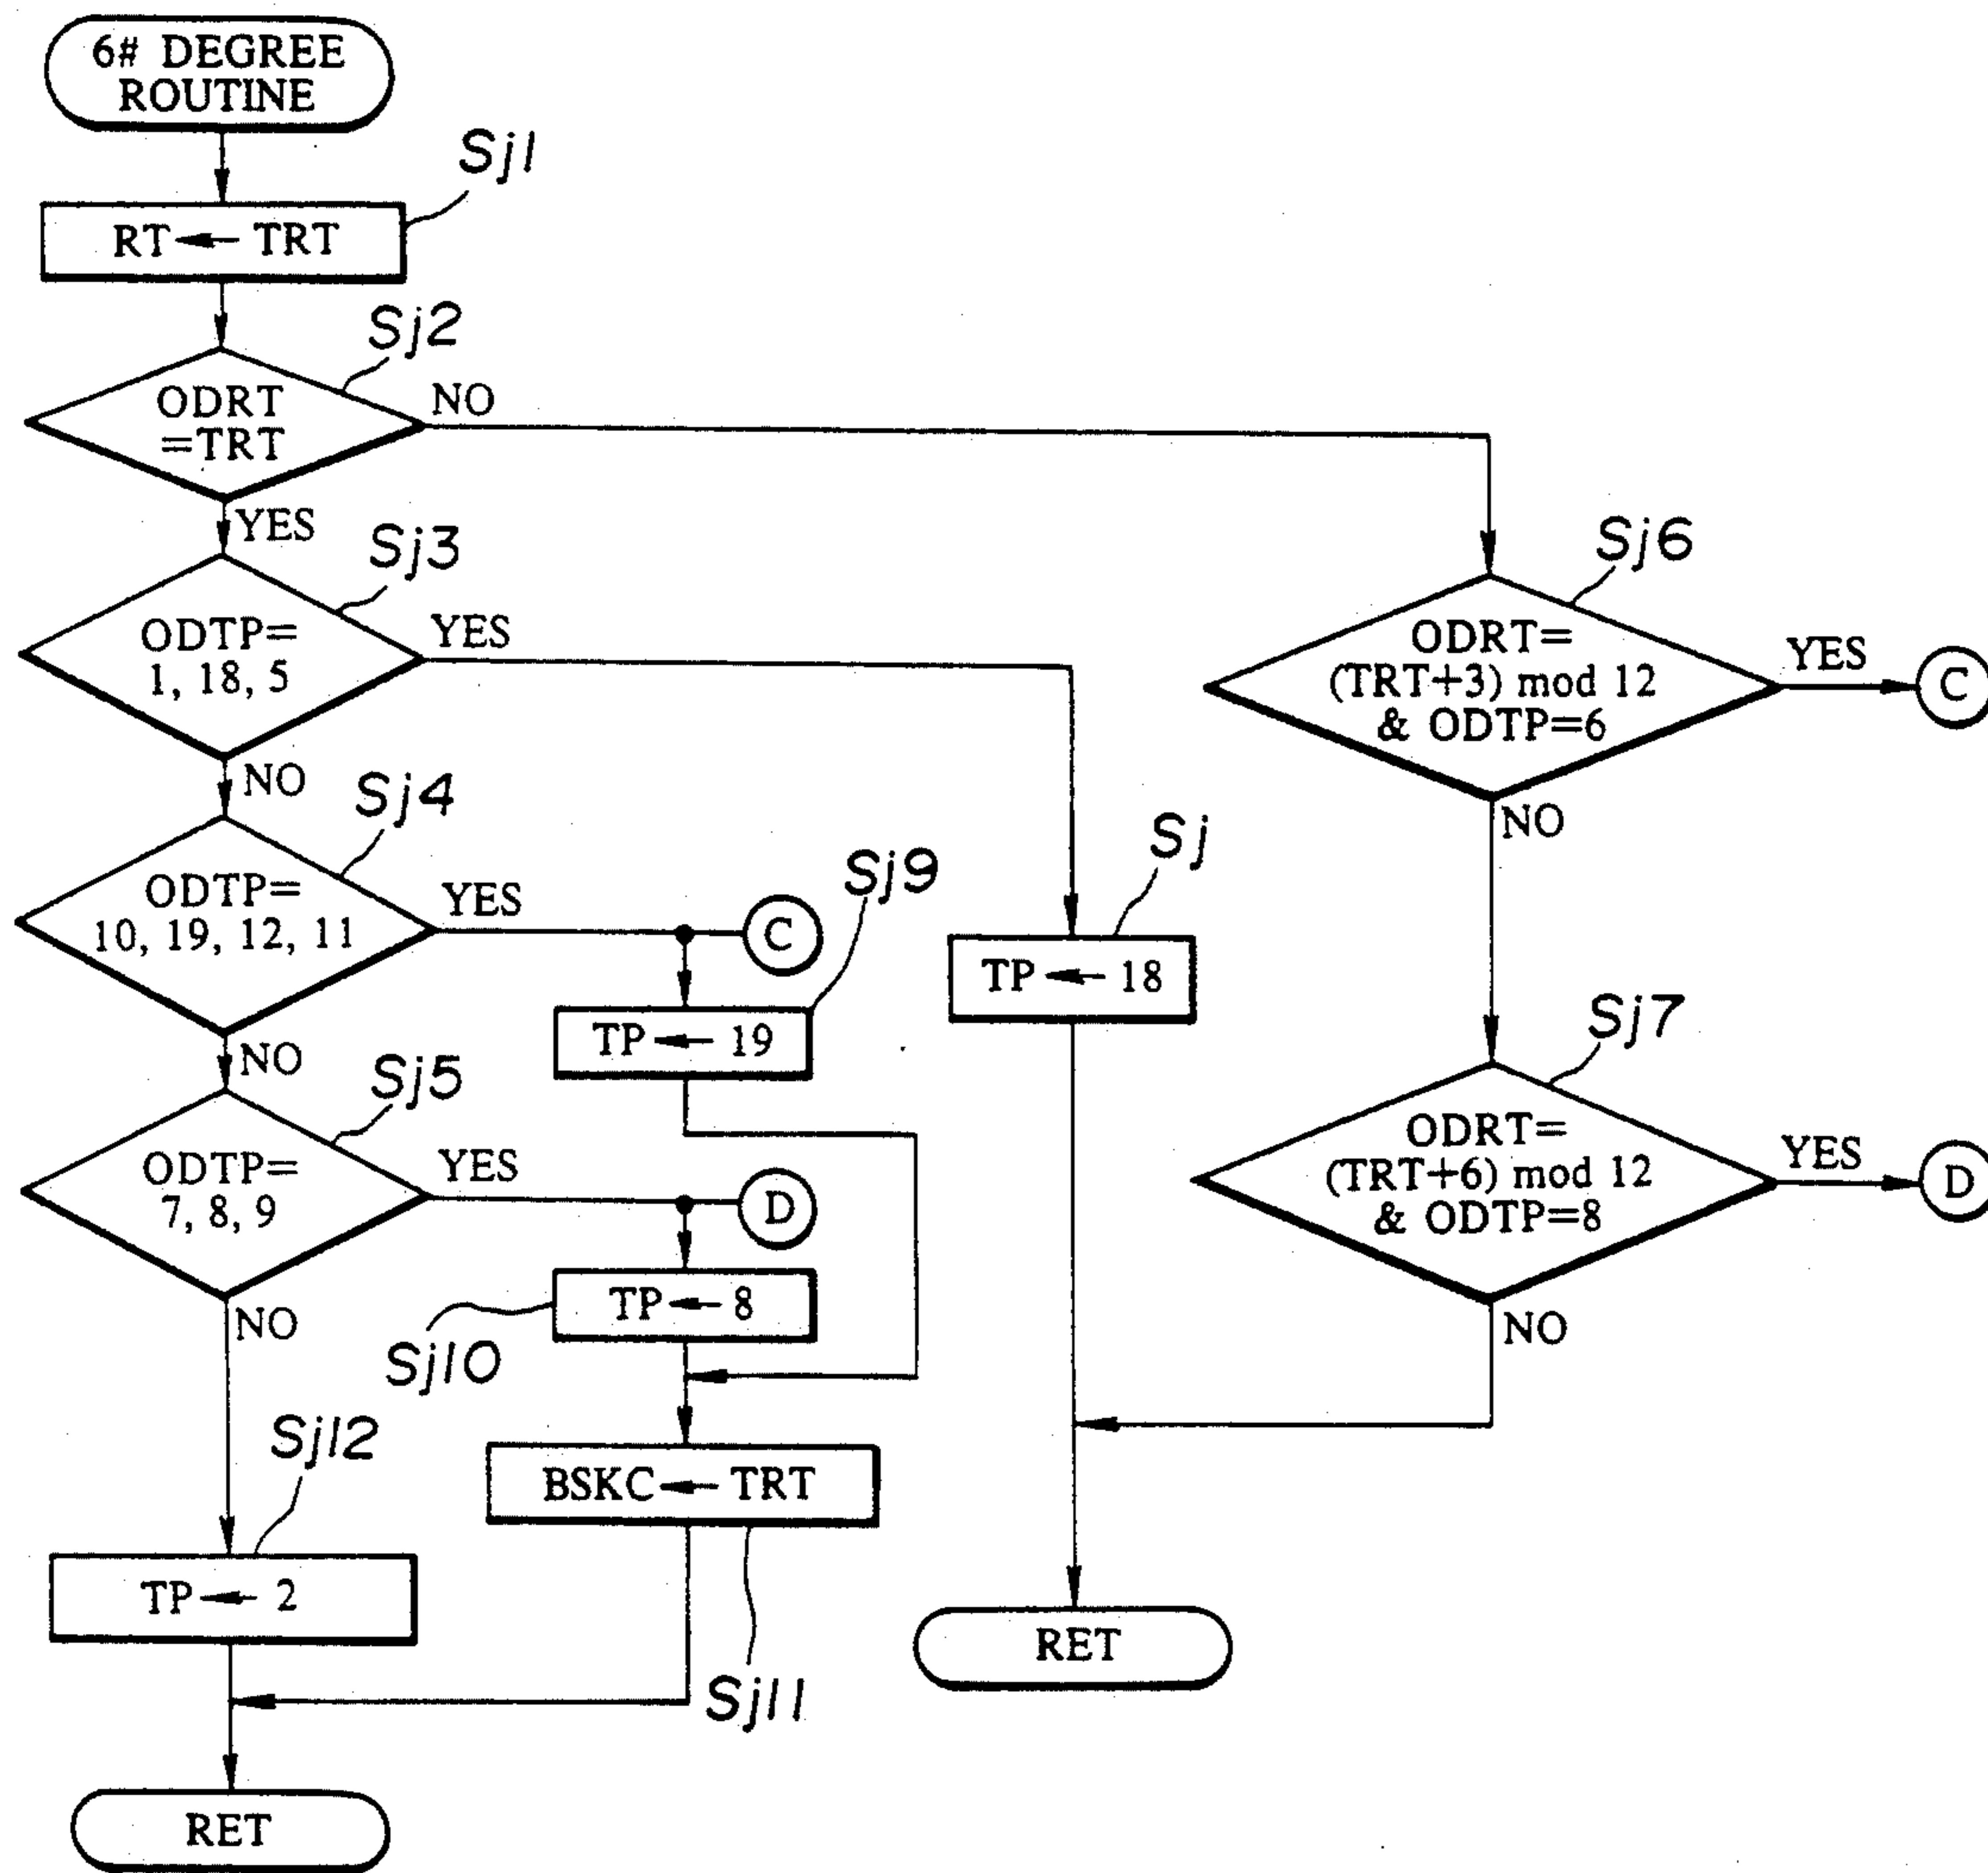 6# DEGREE
ROUTINE
Sj1
RT ← TRT
Sj2
ODRT
=TRT
NO
YES
Sj3
ODTP=
1, 18, 5
YES
NO
Sj4
ODTP=
10, 19, 12, 11
YES
C
NO
Sj9
TP ← 19
Sj5
ODTP=
7, 8, 9
YES
D
NO
TP ← 8
Sj10
Sj12
TP ← 2
BSKC ← TRT
Sj11
RET
Sj
TP ← 18
RET
Sj6
ODRT=
(TRT+3) mod 12
& ODTP=6
YES
C
NO
Sj7
ODRT=
(TRT+6) mod 12
& ODTP=8
YES
D
NO